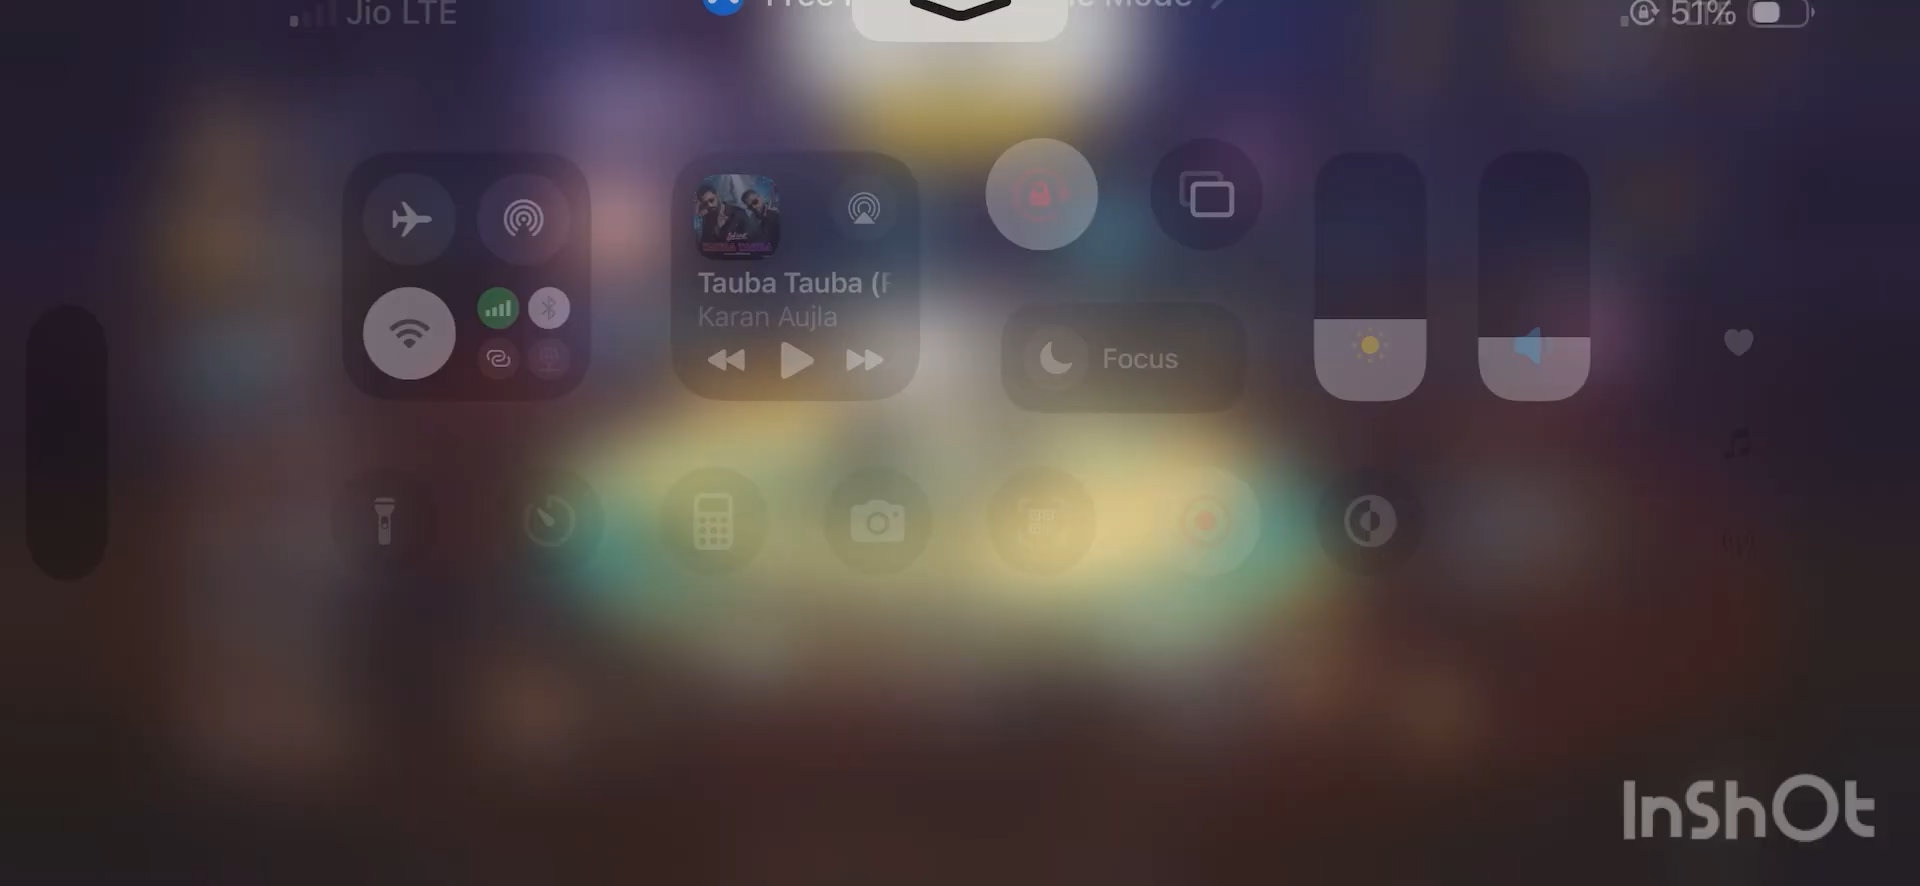 Jio LTE
51%
Tauba Tauba (F
Karan Aujla
Focus
InShOt